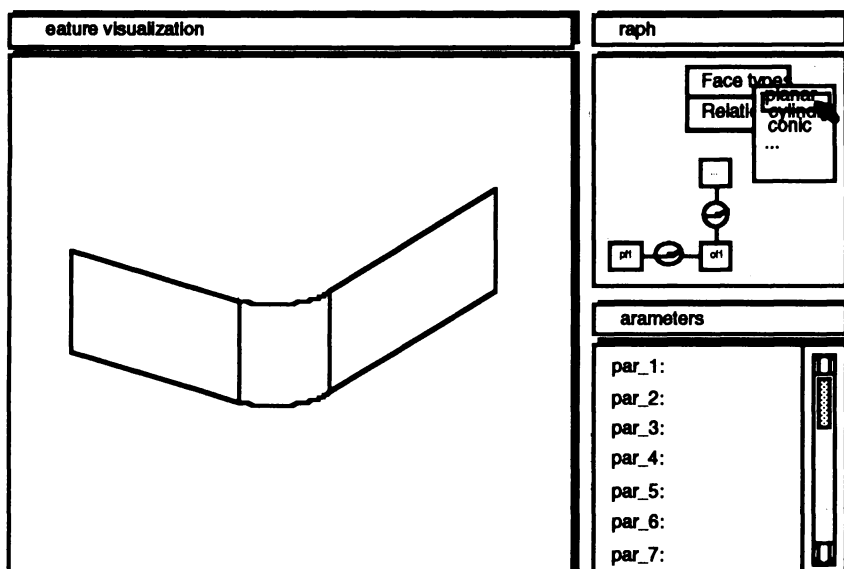 eature visualization
raph
Face types
planar
Relati
cylind
conic
...
...
pf1
cf1
arameters
par_1:
par_2:
par_3:
par_4:
par_5:
par_6:
par_7: